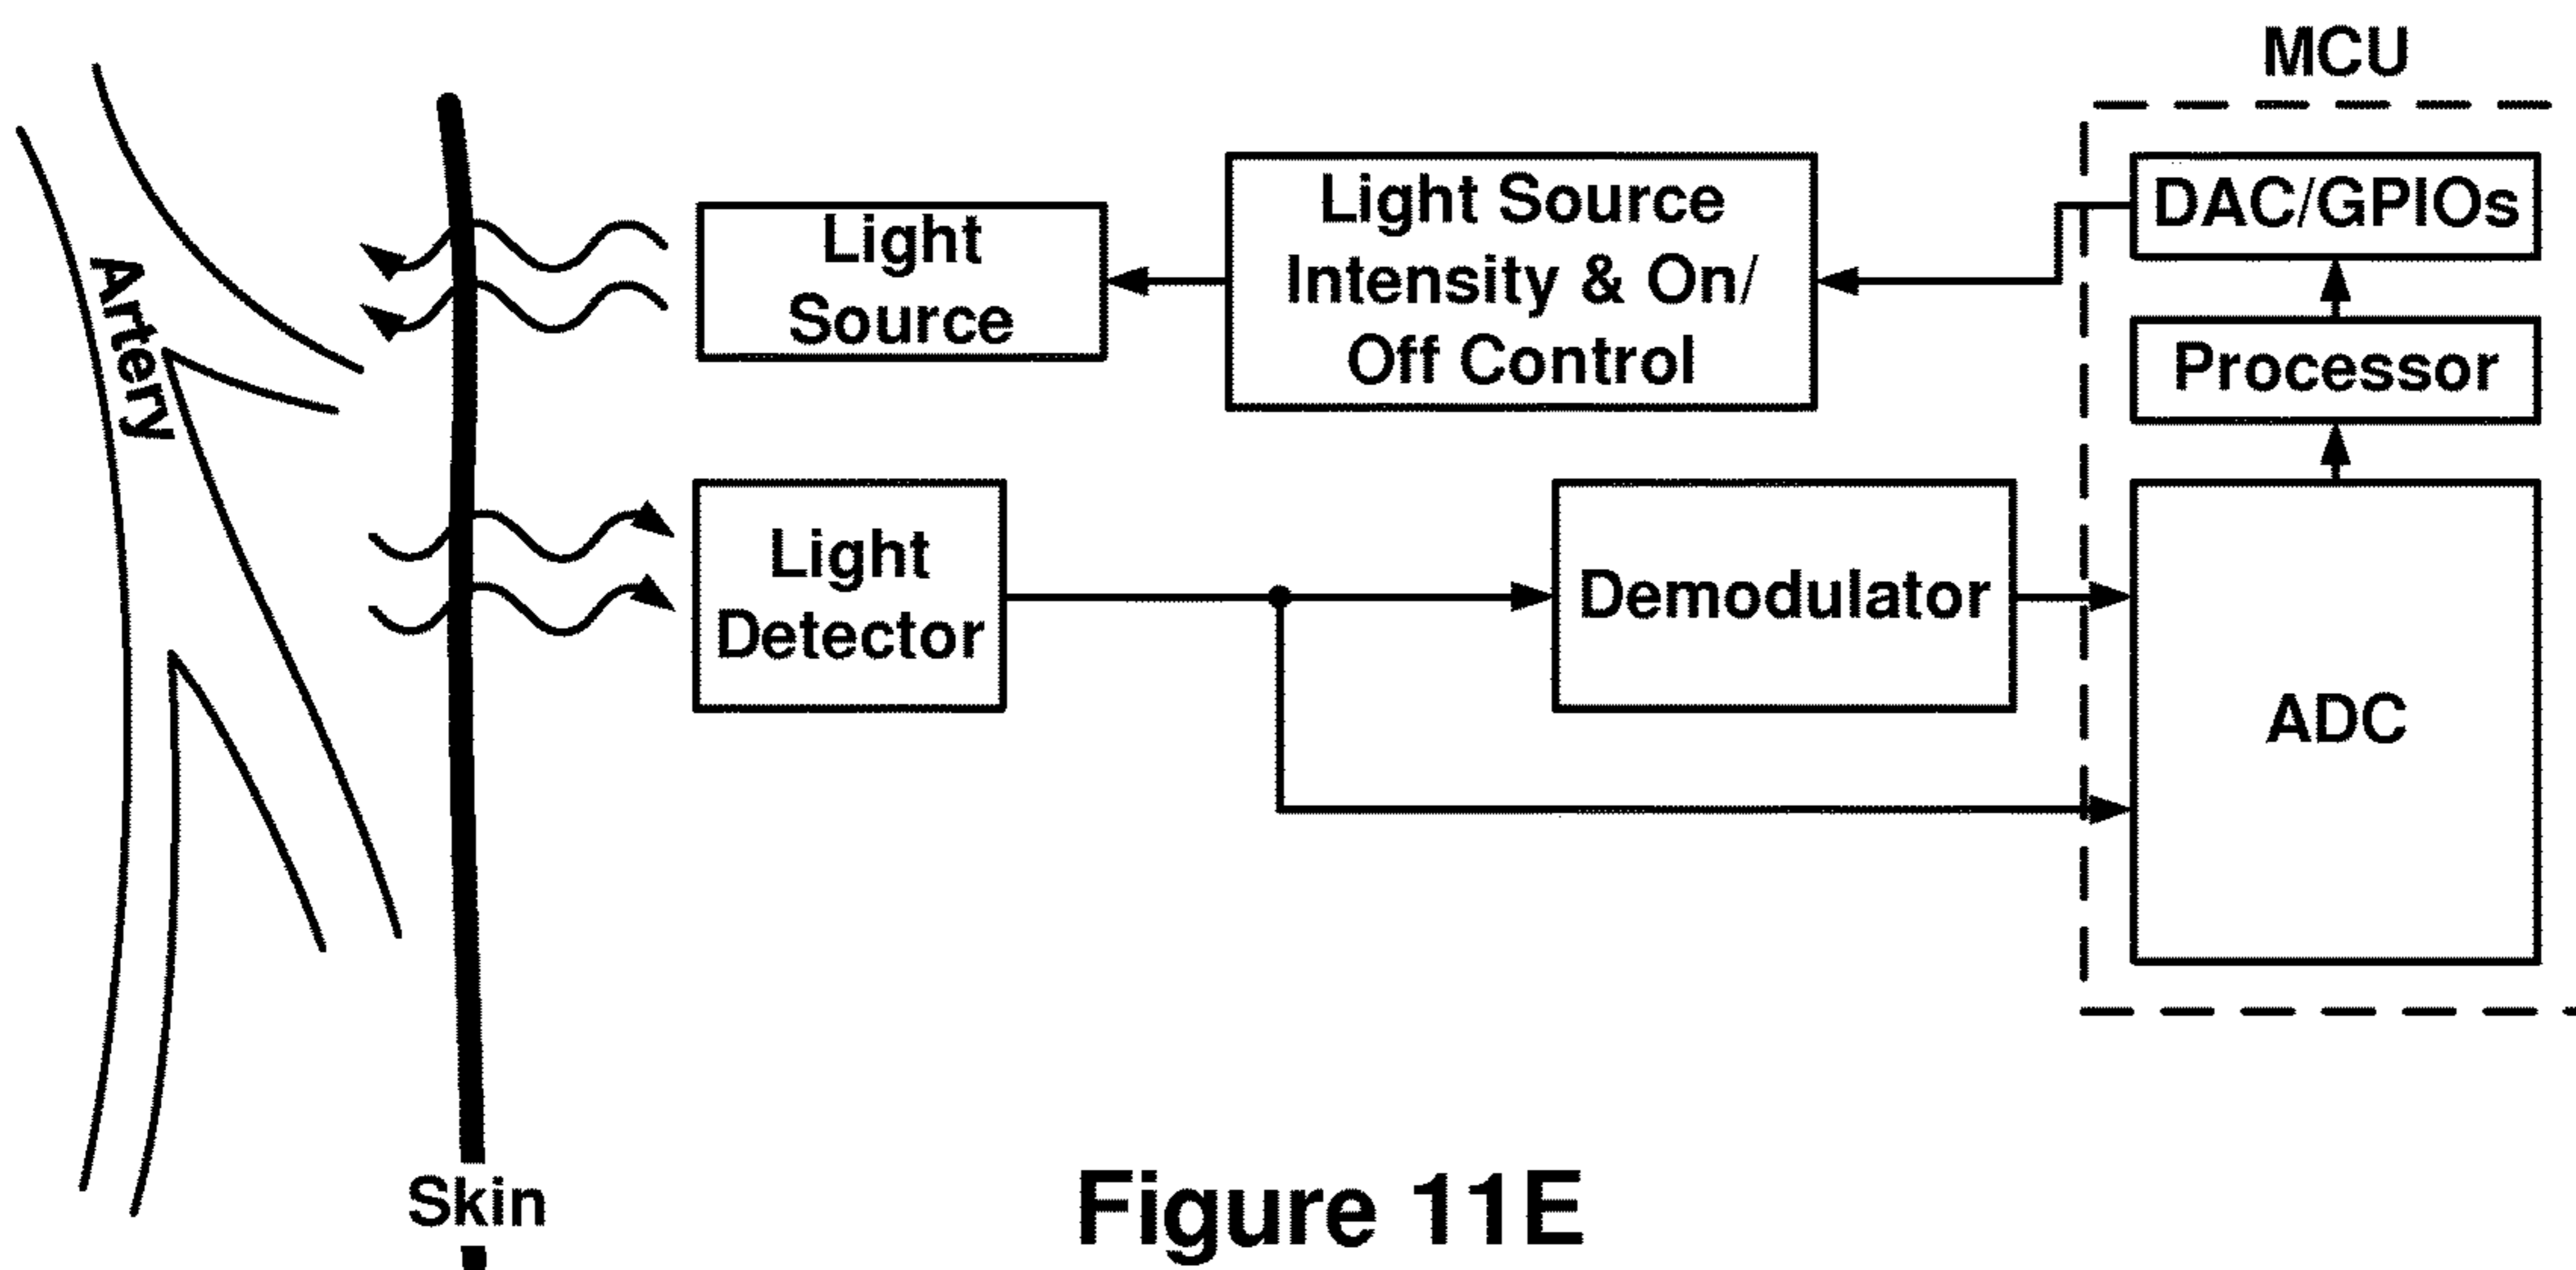 MCU
Light
Source
Light Source
Intensity & On/
Off Control
DAC/GPIOs
Processor
Artery
Light
Detector
Demodulator
ADC
Skin
Figure 11E